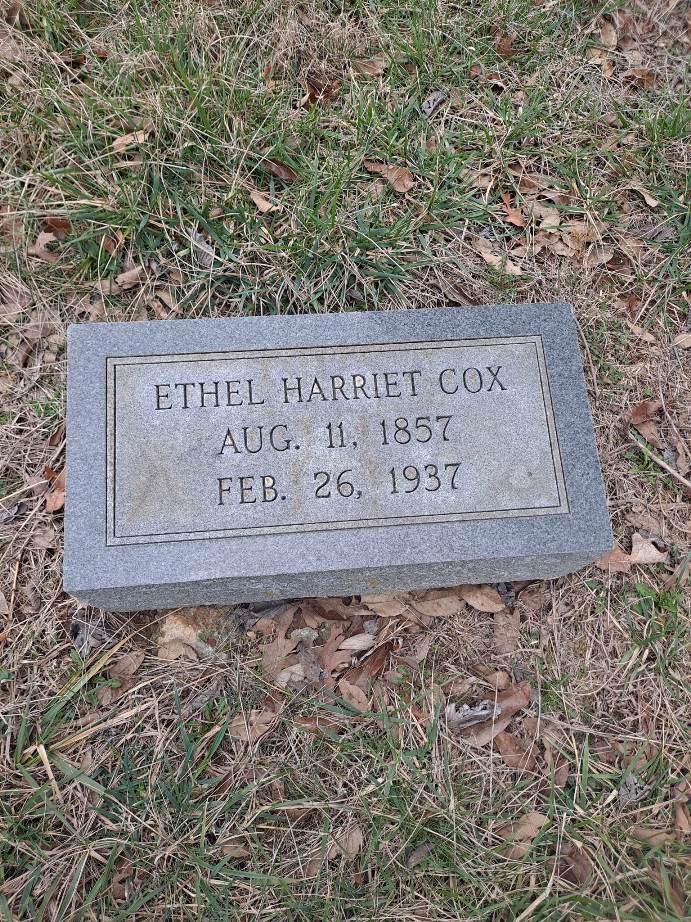 ETHEL HARRIET COX
AUG. 11, 1857
FEB. 26, 1937